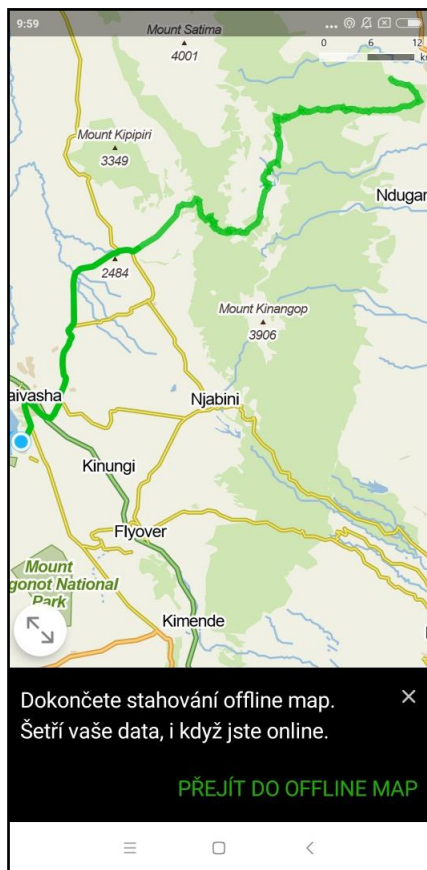 9:59
...
Mount Satima
4001
0 6 12
Mount Kipipiri
3349
Ndugar
2484
Mount Kinangop
3906
aivasha
Njabini
Kinungi
Flyover
Mount
gonot National
Park
Kimende
Dokončete stahování offline map.
Šetří vaše data, i když jste online.
PŘEJÍT DO OFFLINE MAP